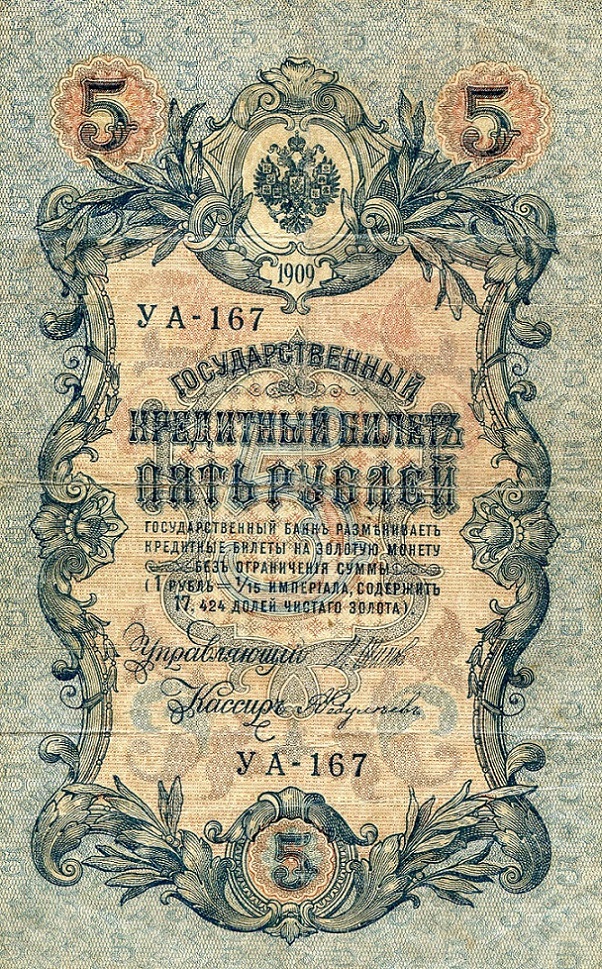 5 5
1909
УА-167
ГОСУДАРСТВЕННЫЙ
КРЕДИТНЫЙ БИЛЕТЪ
ПЯТЬ РУБЛЕЙ
ГОСУДАРСТВЕННЫЙ БАНКЪ РАЗМѢНИВАЕТЪ
КРЕДИТНЫЕ БИЛЕТЫ НА ЗОЛОТУЮ МОНЕТУ
БЕЗЪ ОГРАНИЧЕНІЯ СУММЫ
(1 РУБЛЬ = 1/15 ИМПЕРІАЛА, СОДЕРЖИТЪ
17,424 ДОЛЕЙ ЧИСТАГО ЗОЛОТА).
Управляющій
Кассиръ
УА-167
5